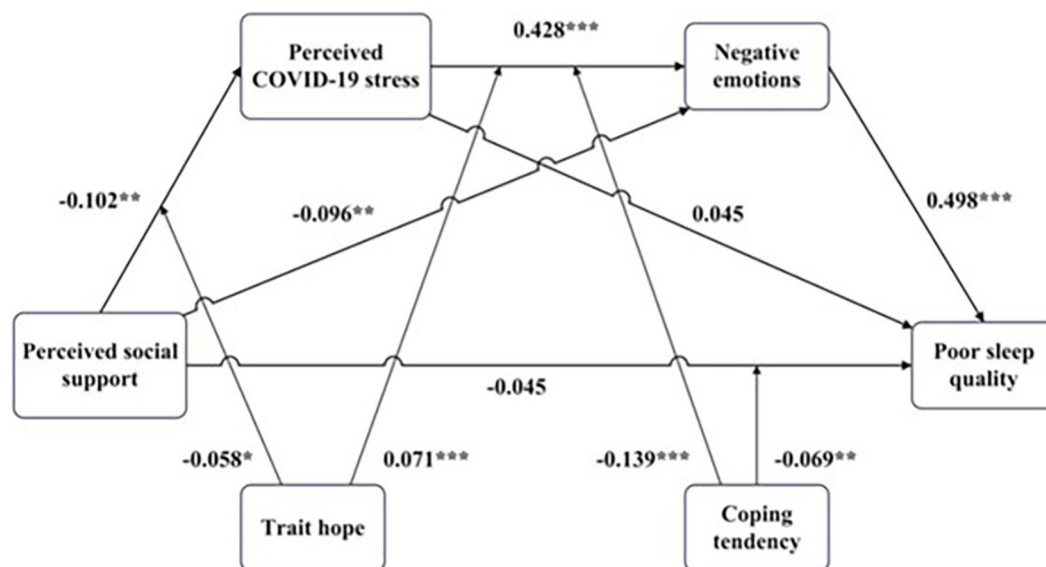 0.428***
Perceived
COVID-19 stress
Negative
emotions
-0.102**
-0.096**
0.045
0.498***
Perceived social
support
Poor sleep
quality
-0.045
-0.058*
0.071***
-0.139***
-0.069**
Trait hope
Coping
tendency